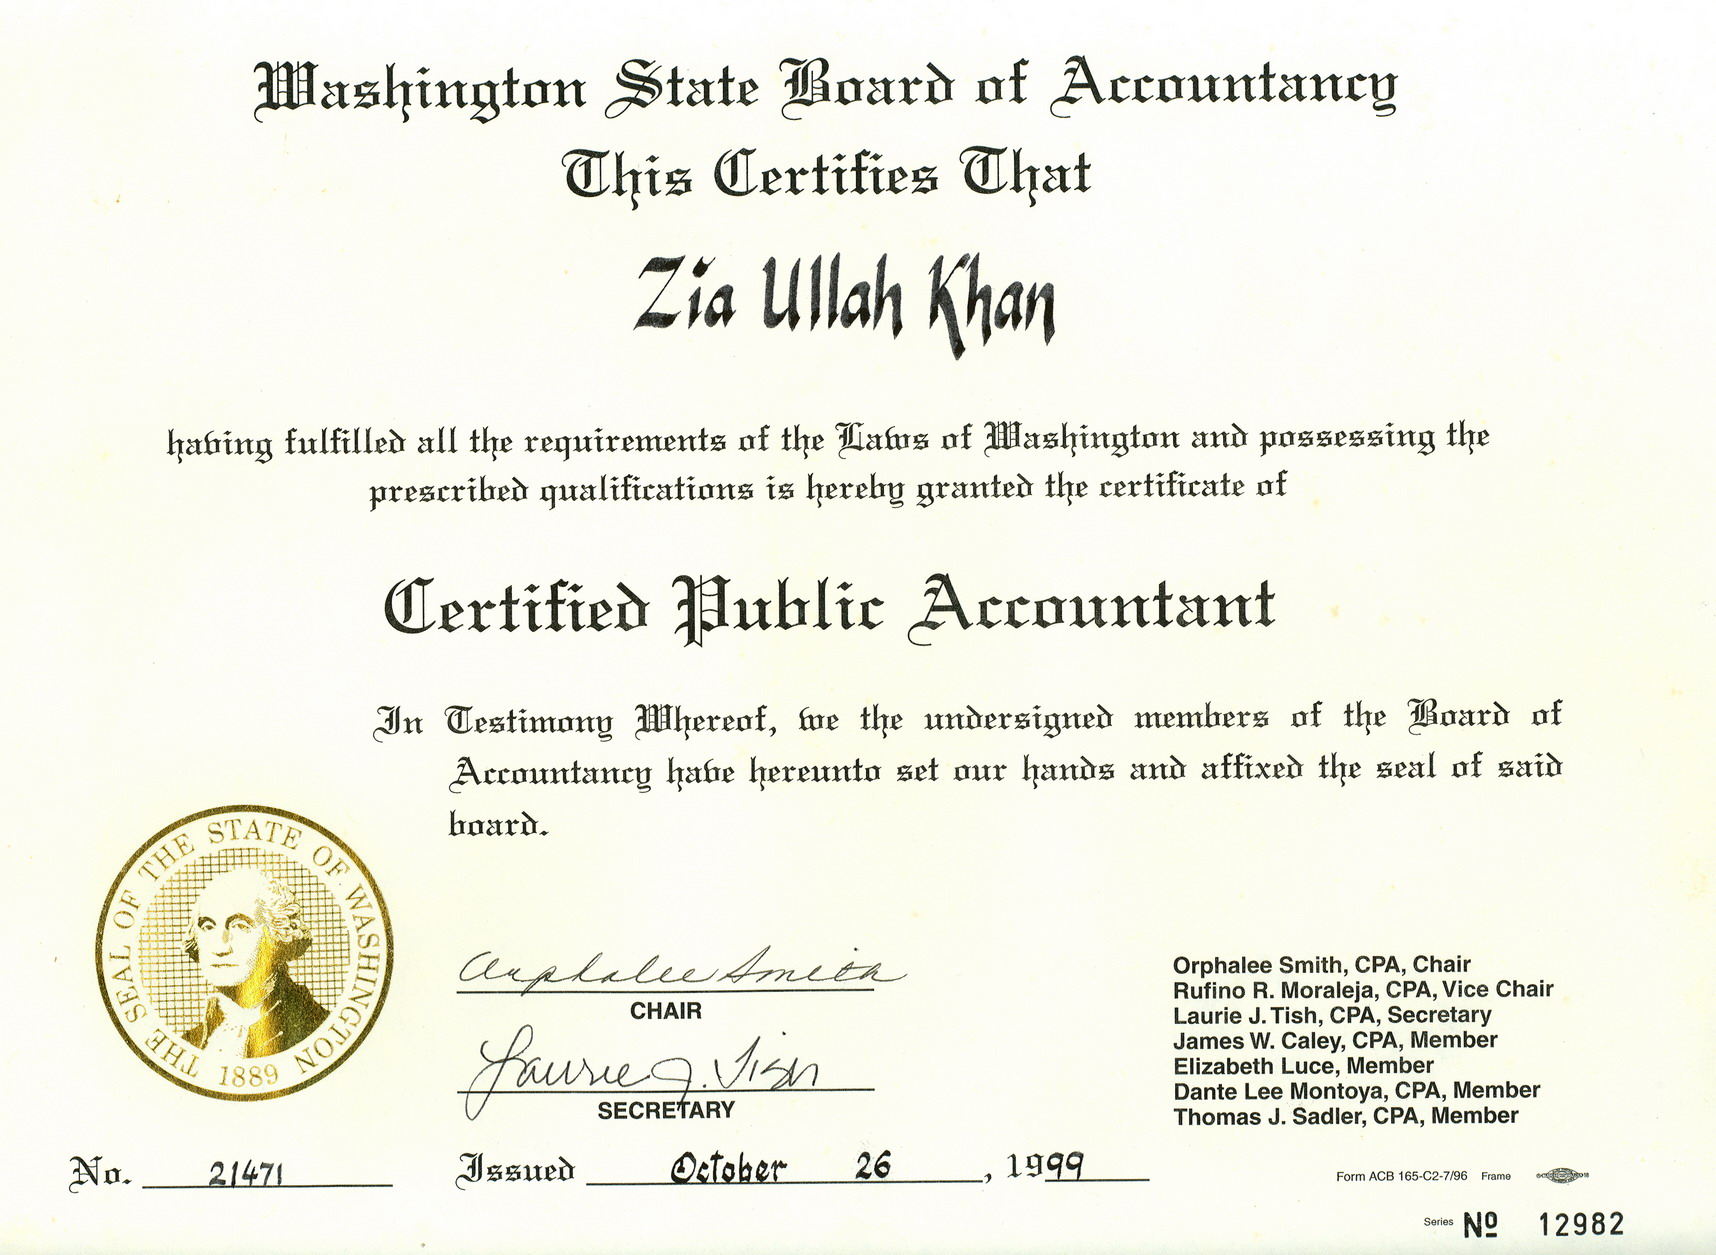 Washington State Board of Accountancy
This Certifies That
Zia Ullah Khan
having fulfilled all the requirements of the Laws of Washington and possessing the
prescribed qualifications is hereby granted the certificate of
Certified Public Accountant
In Testimony Whereof, we the undersigned members of the Board of
Accountancy have hereunto set our hands and affixed the seal of said
board.
THE SEAL OF THE STATE OF WASHINGTON
1889
Orphalee Smith
CHAIR
Laurie J. Tish
SECRETARY
Orphalee Smith, CPA, Chair
Rufino R. Moraleja, CPA, Vice Chair
Laurie J. Tish, CPA, Secretary
James W. Caley, CPA, Member
Elizabeth Luce, Member
Dante Lee Montoya, CPA, Member
Thomas J. Sadler, CPA, Member
No. 21471
Issued October 26, 1999
Form ACB 165-C2-7/96 Frame
Series No 12982